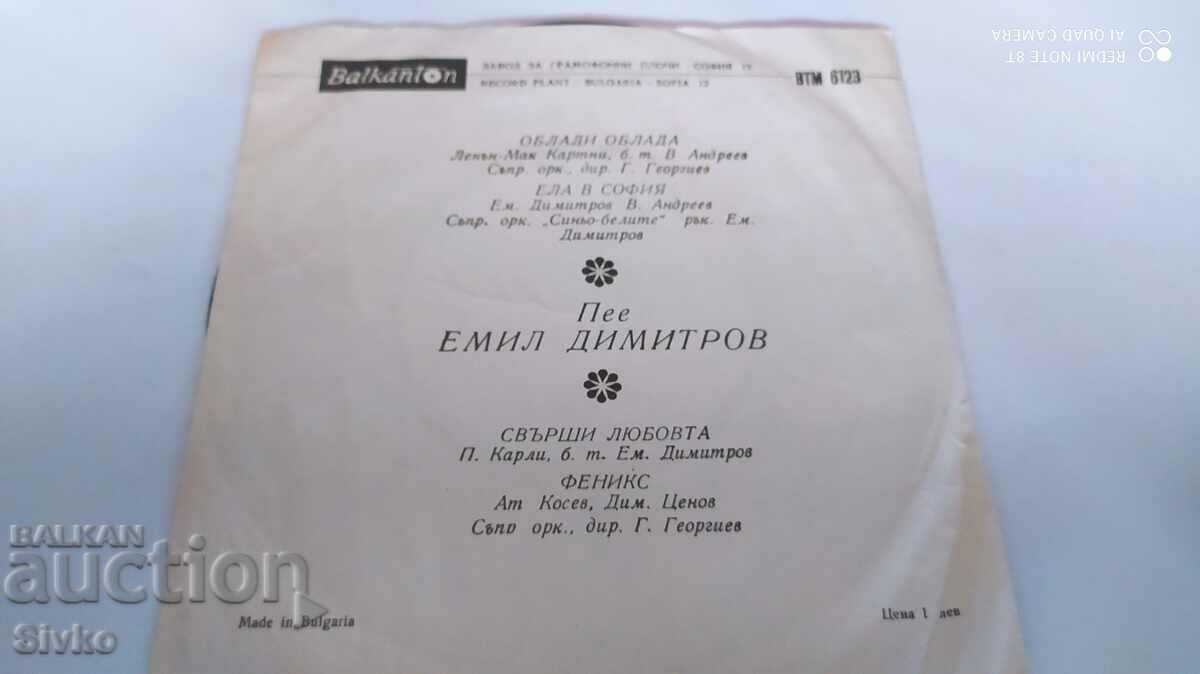 Balkanton
ЗАВОД ЗА ГРАМОФОННИ ПЛОЧИ СОФИЯ 12
RECORD PLANT BULGARIA - SOFIA 12
ВТМ 6123
ОБЛАДИ ОБЛАДА
Ленън-Мак Картни, б. т. В Андреев
Съпр. орк., дир. Г. Георгиев
ЕЛА В СОФИЯ
Ем. Димитров В. Андреев
Съпр. орк. „Синьо-белите“ рък. Ем.
Димитров
Пее
ЕМИЛ ДИМИТРОВ
СВЪРШИ ЛЮБОВТА
П. Карли, б. т. Ем. Димитров
ФЕНИКС
Ат Косев, Дим. Ценов
Съпр орк., дир. Г. Георгиев
Made in Bulgaria
Цена 1 лев
BALKAN
auction
Sivko
REDMI NOTE 8T
AI QUAD CAMERA